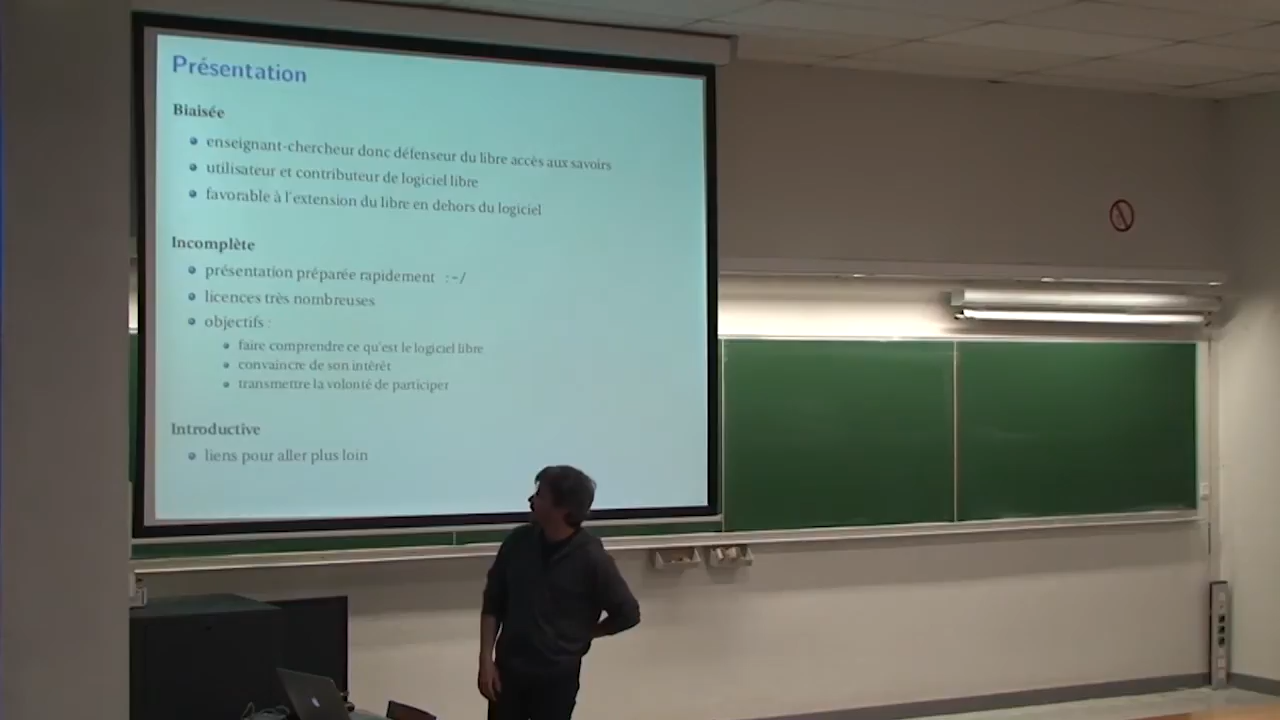 Présentation
Biaisée
enseignant-chercheur donc défenseur du libre accès aux savoirs
utilisateur et contributeur de logiciel libre
favorable à l'extension du libre en dehors du logiciel
Incomplète
présentation préparée rapidement :-/
licences très nombreuses
objectifs :
faire comprendre ce qu'est le logiciel libre
convaincre de son intérêt
transmettre la volonté de participer
Introductive
liens pour aller plus loin